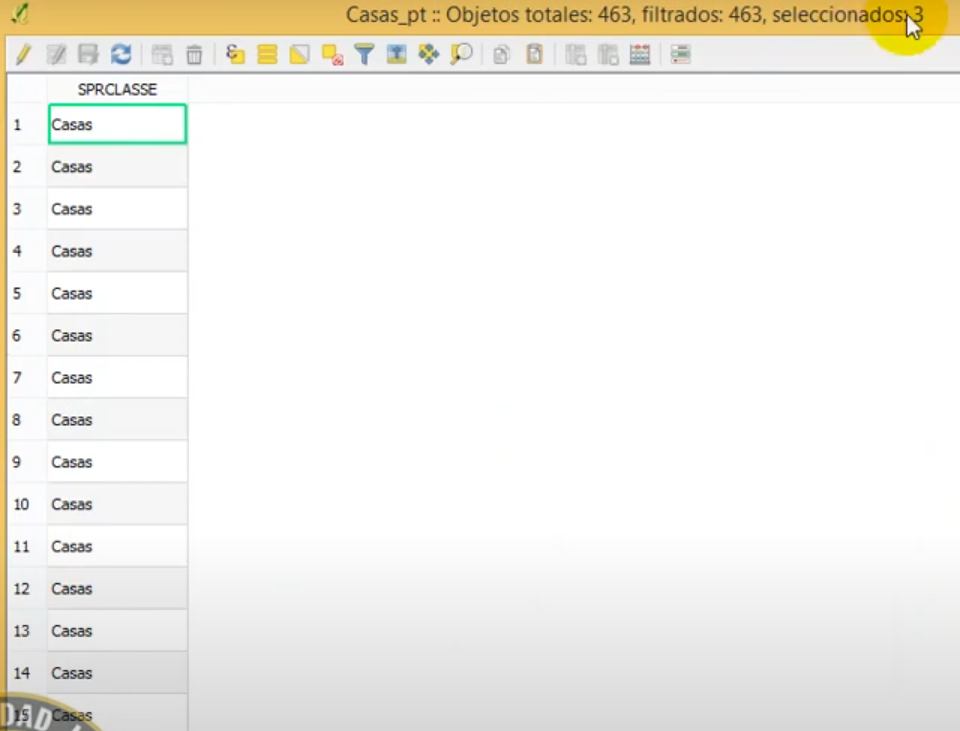 Casas_pt :: Objetos totales: 463, filtrados: 463, seleccionados: 3
SPRCLASSE
1 Casas
2 Casas
3 Casas
4 Casas
5 Casas
6 Casas
7 Casas
8 Casas
9 Casas
10 Casas
11 Casas
12 Casas
13 Casas
14 Casas
15 Casas
DAD